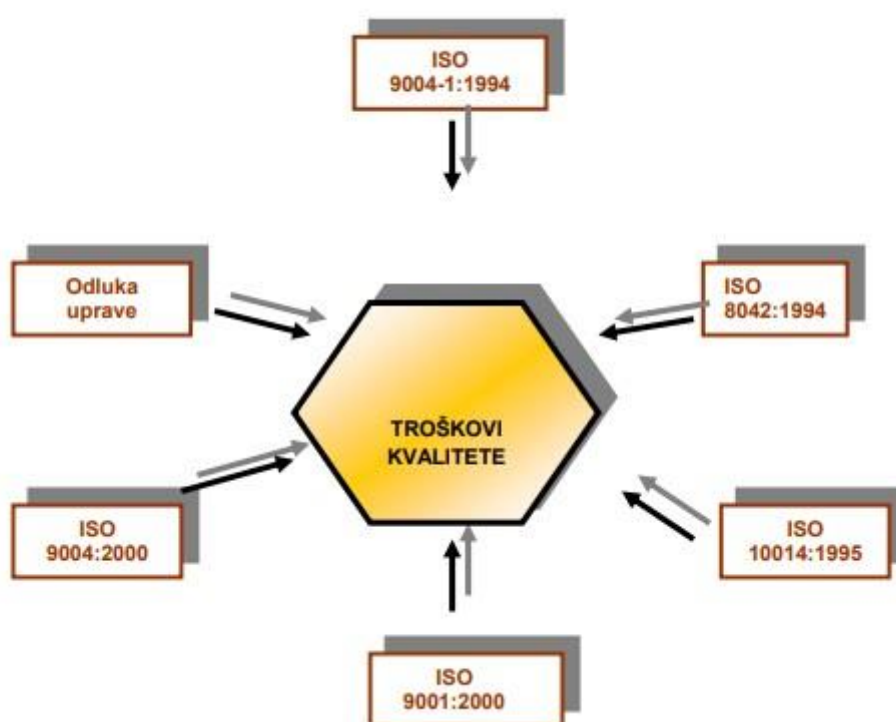 ISO
9004-1:1994
Odluka
uprave
ISO
8042:1994
TROŠKOVI
KVALITETE
ISO
9004:2000
ISO
10014:1995
ISO
9001:2000